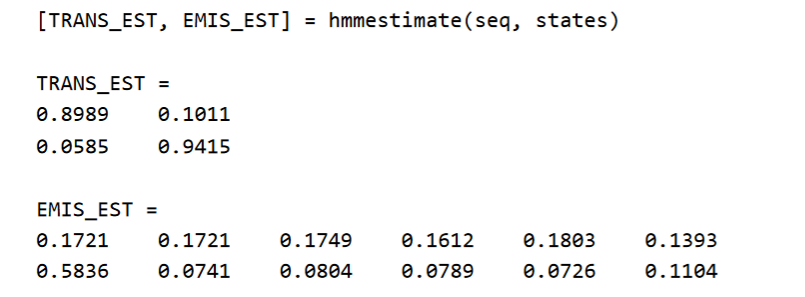 [TRANS_EST, EMIS_EST] = hmmestimate(seq, states)
TRANS_EST =
0.8989 0.1011
0.0585 0.9415
EMIS_EST =
0.1721 0.1721 0.1749 0.1612 0.1803 0.1393
0.5836 0.0741 0.0804 0.0789 0.0726 0.1104